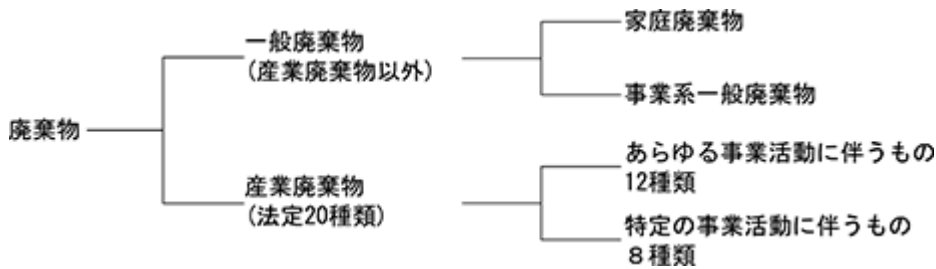 廃棄物
一般廃棄物
(産業廃棄物以外)
家庭廃棄物
事業系一般廃棄物
産業廃棄物
(法定20種類)
あらゆる事業活動に伴うもの
12種類
特定の事業活動に伴うもの
８種類